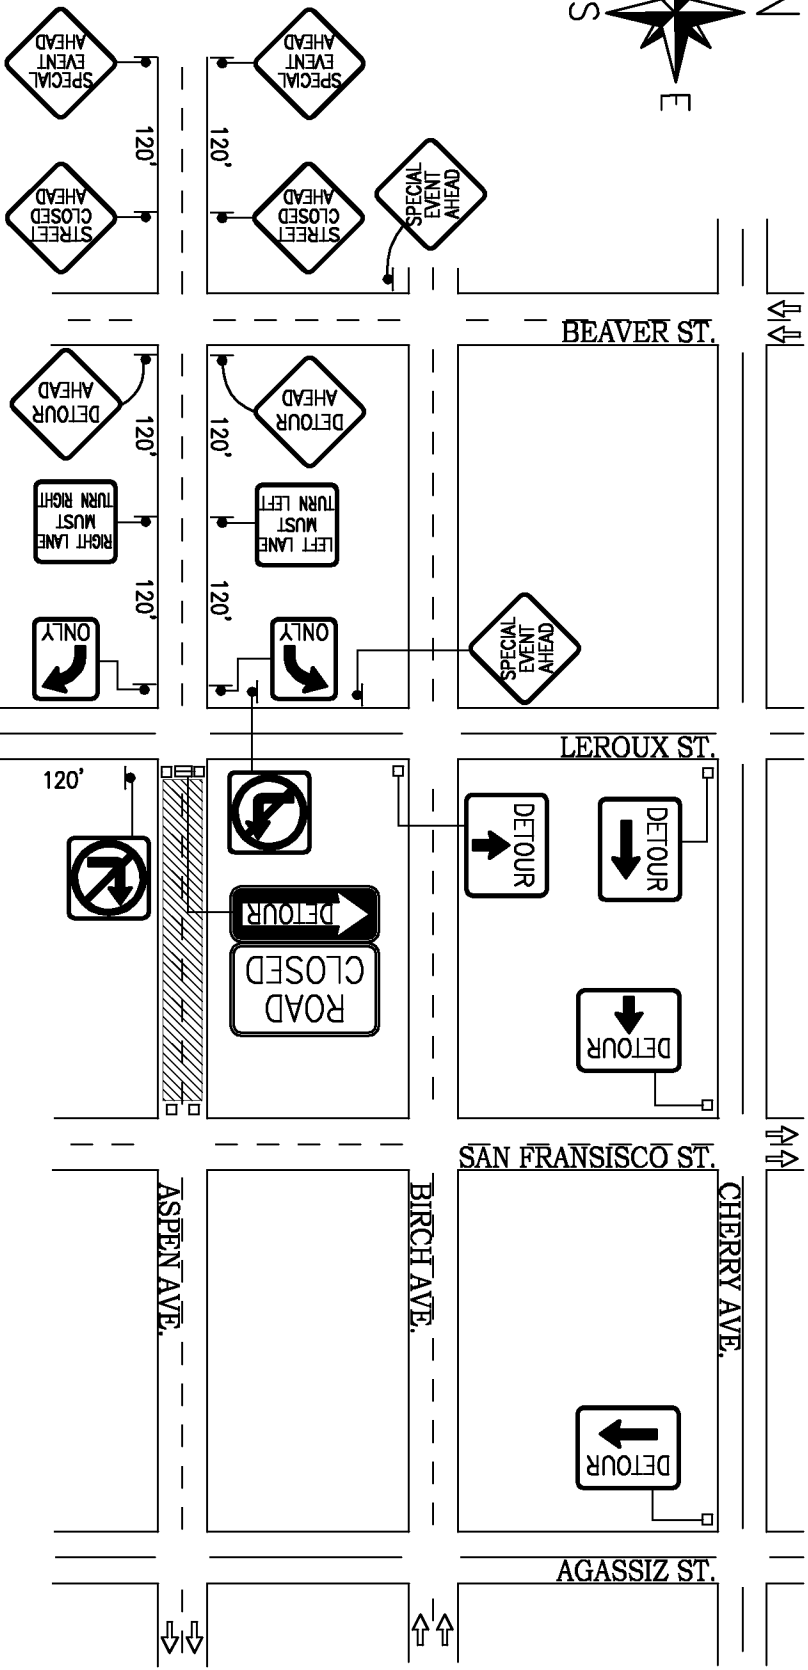 S
N
E
SPECIAL
EVENT
AHEAD
SPECIAL
EVENT
AHEAD
120'
120'
STREET
CLOSED
AHEAD
STREET
CLOSED
AHEAD
SPECIAL
EVENT
AHEAD
BEAVER ST.
DETOUR
AHEAD
DETOUR
AHEAD
120'
120'
RIGHT LANE
MUST
TURN RIGHT
LEFT LANE
MUST
TURN LEFT
120'
120'
ONLY
ONLY
SPECIAL
EVENT
AHEAD
LEROUX ST.
120'
DETOUR
DETOUR
DETOUR
ROAD
CLOSED
DETOUR
SAN FRANSISCO ST.
ASPEN AVE.
BIRCH AVE.
CHERRY AVE.
DETOUR
AGASSIZ ST.